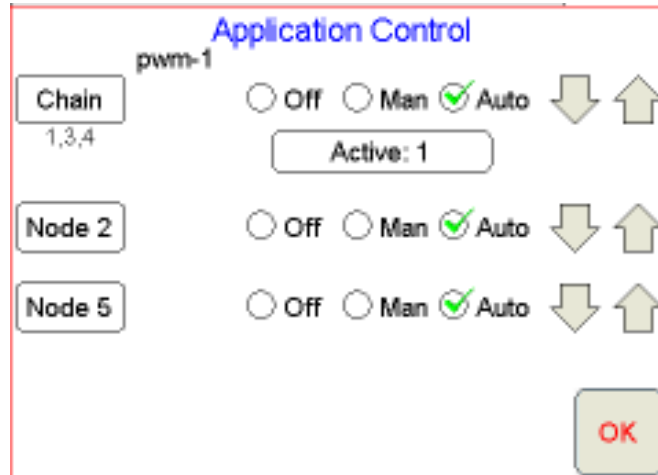 Application Control
pwm-1
Chain Off Man Auto
1,3,4
Active: 1
Node 2 Off Man Auto
Node 5 Off Man Auto
OK